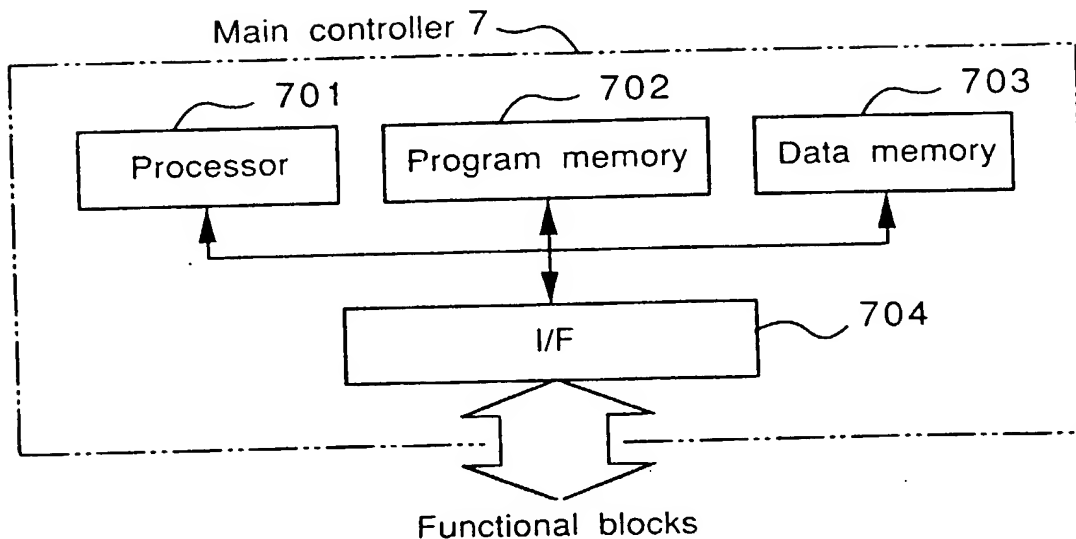 Main controller 7
701
702
703
Processor
Program memory
Data memory
I/F
704
Functional blocks